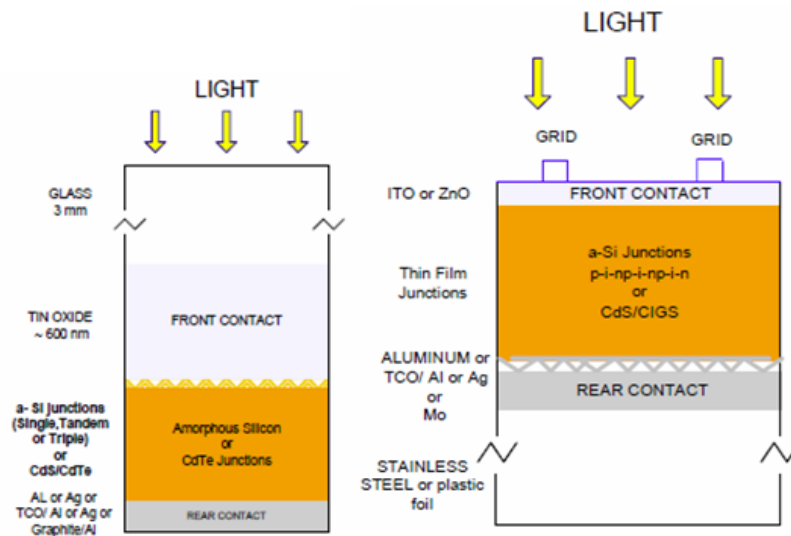 LIGHT
GLASS
3 mm
TIN OXIDE
~ 600 nm
FRONT CONTACT
a- Si junctions
(Single,Tandem
or Triple)
or
CdS/CdTe
Amorphous Silicon
or
CdTe Junctions
AL or Ag or
TCO/ Al or Ag or
Graphite/Al
REAR CONTACT
LIGHT
GRID
GRID
ITO or ZnO
FRONT CONTACT
Thin Film
Junctions
a-Si Junctions
p-i-np-i-np-i-n
or
CdS/CIGS
ALUMINUM or
TCO/ Al or Ag
or
Mo
REAR CONTACT
STAINLESS
STEEL or plastic
foil